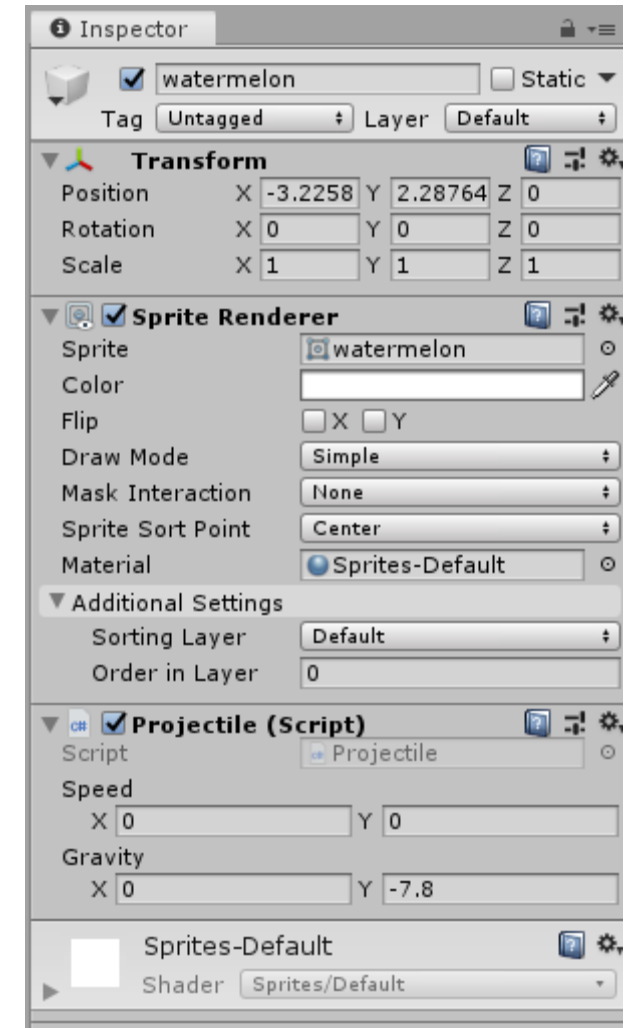 Inspector
watermelon Static
Tag Untagged Layer Default
Transform
Position X -3.2258 Y 2.28764 Z 0
Rotation X 0 Y 0 Z 0
Scale X 1 Y 1 Z 1
Sprite Renderer
Sprite watermelon
Color
Flip X Y
Draw Mode Simple
Mask Interaction None
Sprite Sort Point Center
Material Sprites-Default
Additional Settings
Sorting Layer Default
Order in Layer 0
c# Projectile (Script)
Script Projectile
Speed
X 0 Y 0
Gravity
X 0 Y -7.8
Sprites-Default
Shader Sprites/Default